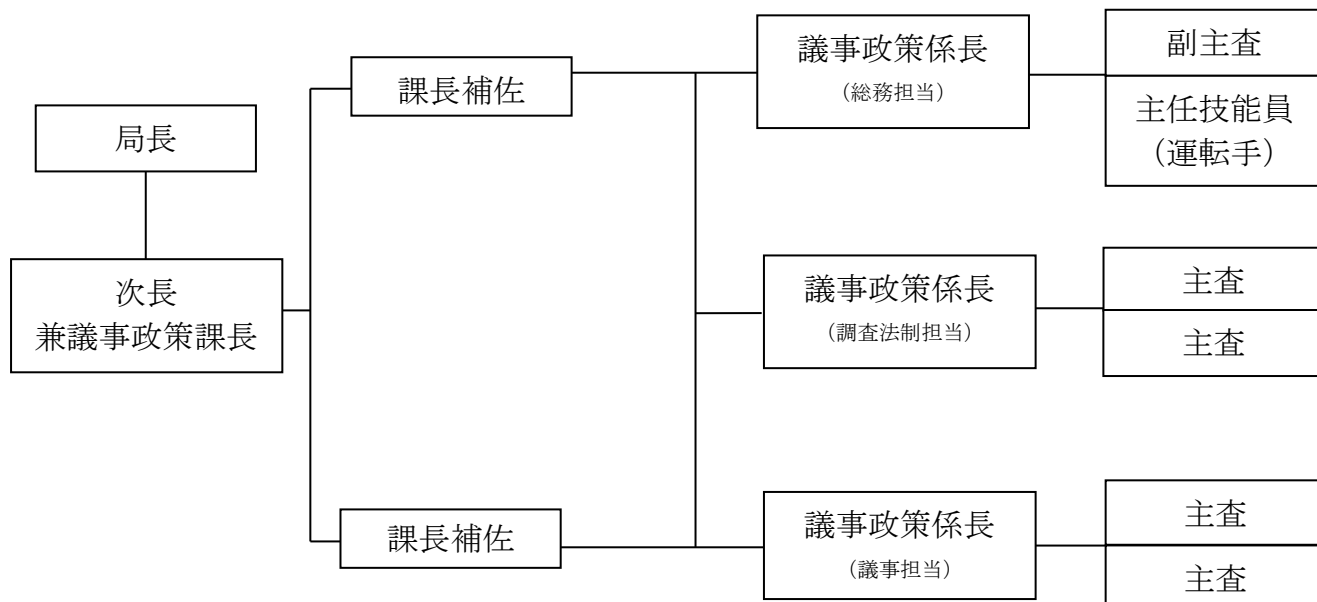 局長
次長
兼議事政策課長
課長補佐
課長補佐
議事政策係長
（総務担当）
副主査
主任技能員
（運転手）
議事政策係長
（調査法制担当）
主査
主査
議事政策係長
（議事担当）
主査
主査